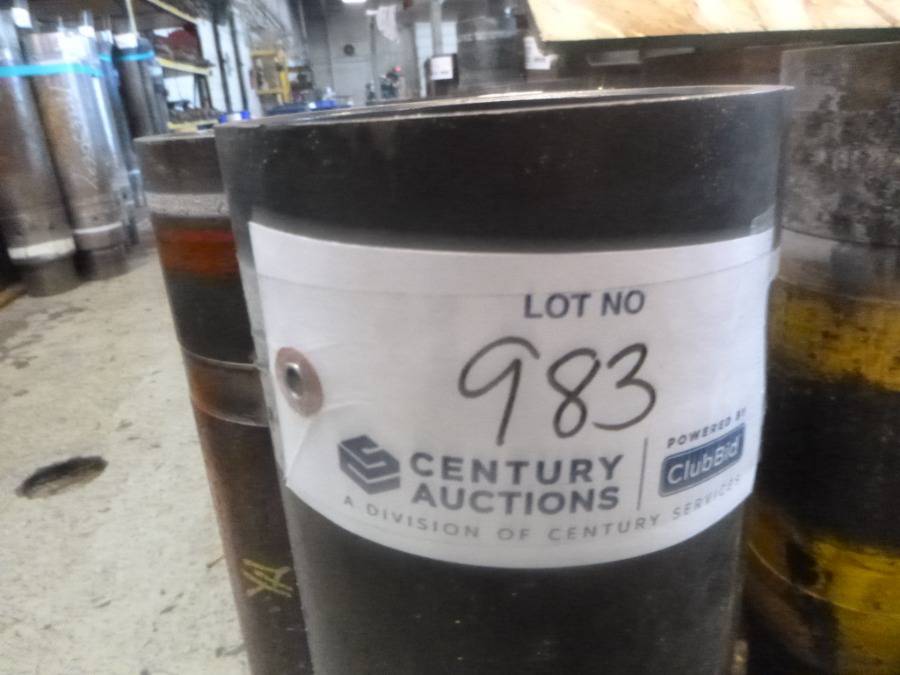 LOT NO
983
CENTURY
AUCTIONS
POWERED BY
ClubBid
A DIVISION OF CENTURY SERVICES